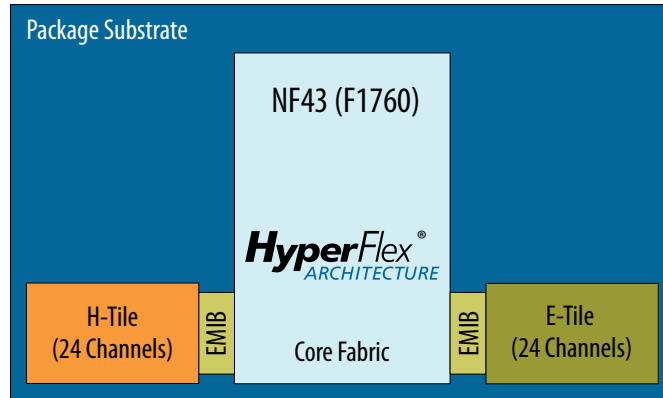 Package Substrate
NF43 (F1760)
HyperFlex®
ARCHITECTURE
H-Tile
(24 Channels)
EMIB
Core Fabric
EMIB
E-Tile
(24 Channels)